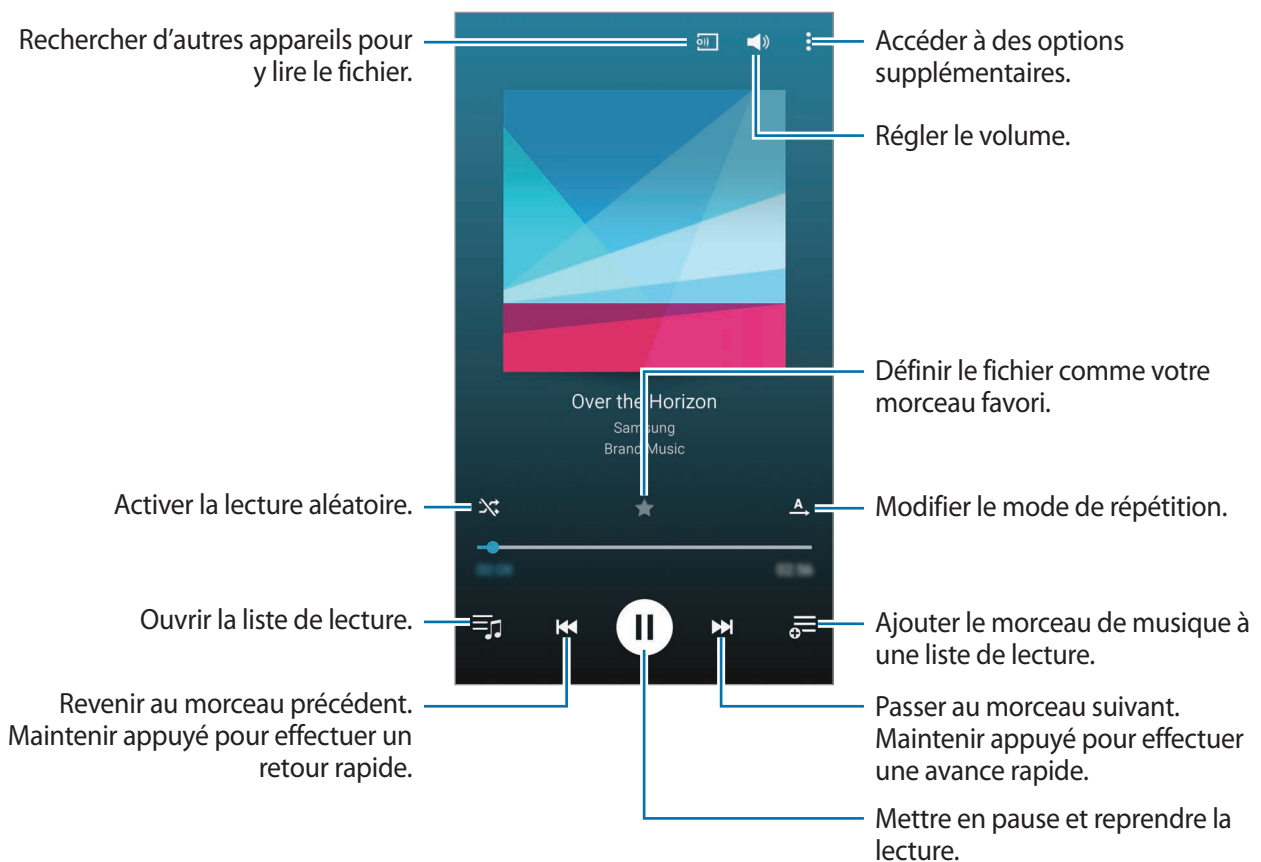 Rechercher d'autres appareils pour
y lire le fichier.
Accéder à des options
supplémentaires.
Régler le volume.
Définir le fichier comme votre
morceau favori.
Over the Horizon
Samsung
Brand Music
Activer la lecture aléatoire.
A
Modifier le mode de répétition.
00:04
02:56
Ouvrir la liste de lecture.
Ajouter le morceau de musique à
une liste de lecture.
Revenir au morceau précédent.
Maintenir appuyé pour effectuer un
retour rapide.
Passer au morceau suivant.
Maintenir appuyé pour effectuer
une avance rapide.
Mettre en pause et reprendre la
lecture.